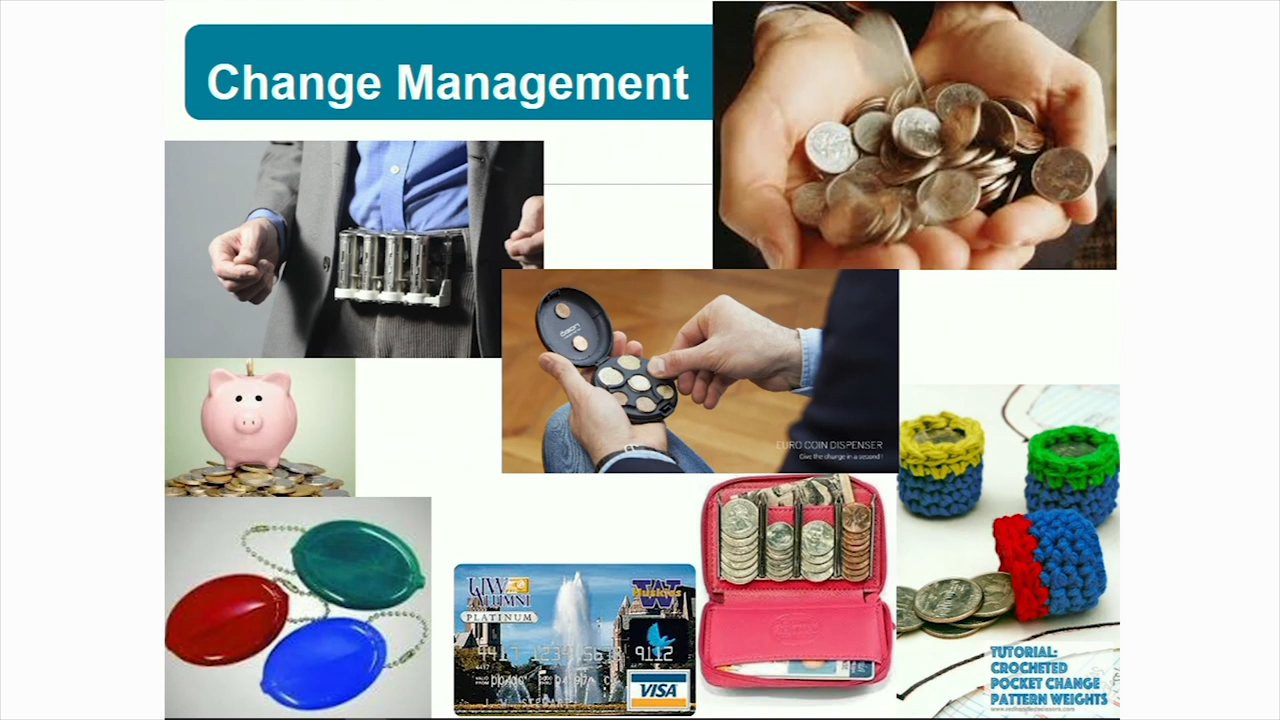 Change Management
EURO COIN DISPENSER
Give the change in a second!
UW
ALUMNI
PLATINUM
W
Huskies
VISA
TUTORIAL:
CROCHETED
POCKET CHANGE
PATTERN WEIGHTS